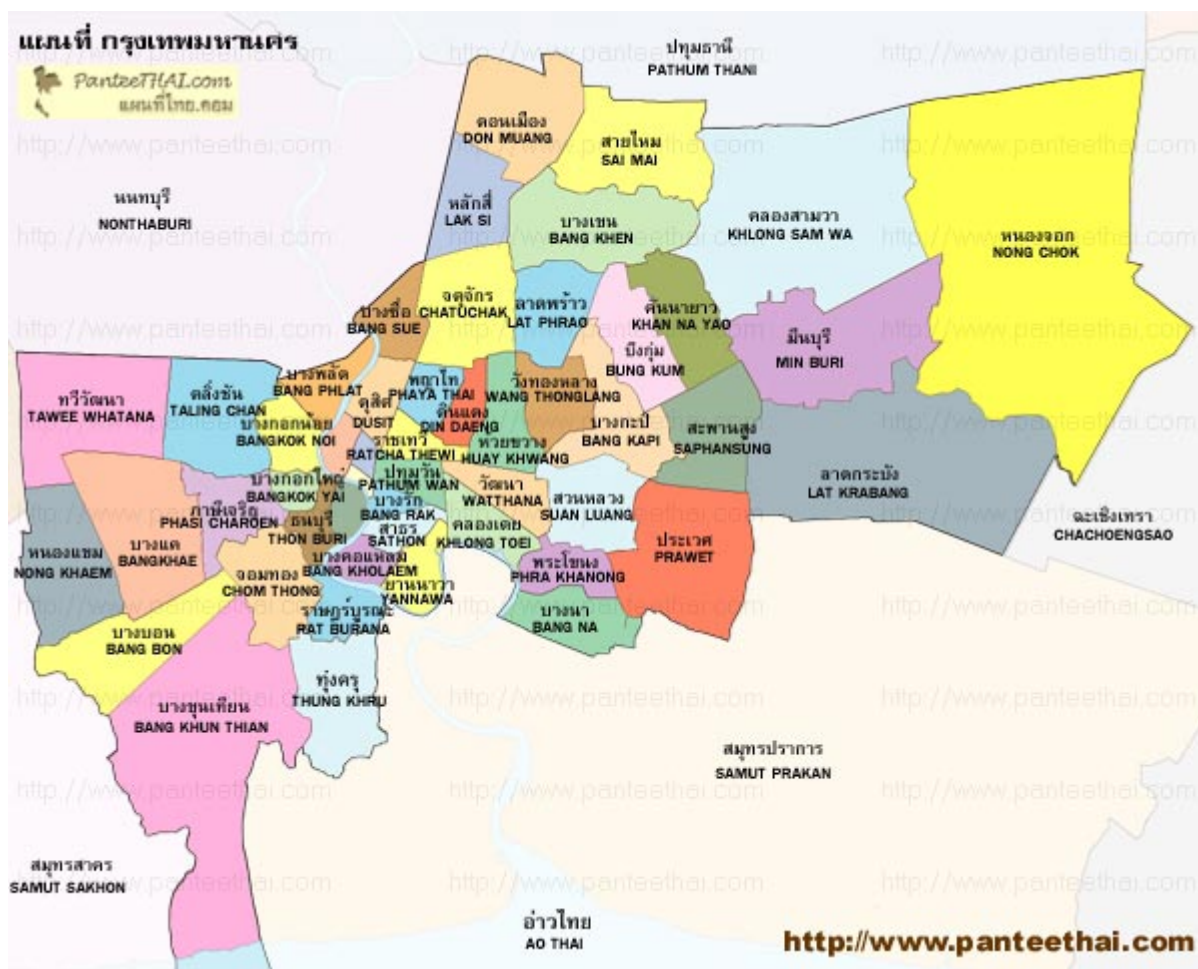 แผนที่ กรุงเทพมหานคร
PanteeTHAI.com
แผนที่ไทย.คอม
ปทุมธานี
PATHUM THANI
ดอนเมือง
DON MUANG
สายไหม
SAI MAI
นนทบุรี
NONTHABURI
หลักสี่
LAK SI
บางเขน
BANG KHEN
คลองสามวา
KHLONG SAM WA
หนองจอก
NONG CHOK
บางซื่อ
BANG SUE
จตุจักร
CHATUCHAK
ลาดพร้าว
LAT PHRAO
คันนายาว
KHAN NA YAO
บึงกุ่ม
BUNG KUM
มีนบุรี
MIN BURI
ทวีวัฒนา
TAWEE WHATANA
ตลิ่งชัน
TALING CHAN
บางพลัด
BANG PHLAT
ดุสิต
DUSIT
พญาไท
PHAYA THAI
ดินแดง
DIN DAENG
วังทองหลาง
WANG THONGLANG
บางกะปิ
BANG KAPI
สะพานสูง
SAPHANSUNG
บางกอกน้อย
BANGKOK NOI
ราชเทวี
RATCHA THEWI
หวยขวาง
HUAY KHWANG
ลาดกระบัง
LAT KRABANG
บางกอกใหญ่
BANGKOK YAI
ปทุมวัน
PATHUM WAN
วัฒนา
WATTHANA
สวนหลวง
SUAN LUANG
ภาษีเจริญ
PHASI CHAROEN
บางรัก
BANG RAK
คลองเตย
KHLONG TOEI
ประเวศ
PRAWET
ฉะเชิงเทรา
CHACHOENGSAO
หนองแขม
NONG KHAEM
บางแค
BANGKHAE
ธนบุรี
THON BURI
สาธร
SATHON
บางคอแหลม
BANG KHOLAEM
ยานนาวา
YANNAWA
พระโขนง
PHRA KHANONG
จอมทอง
CHOM THONG
ราษฎร์บูรณะ
RAT BURANA
บางนา
BANG NA
บางบอน
BANG BON
ทุ่งครุ
THUNG KHRU
บางขุนเทียน
BANG KHUN THIAN
สมุทรปราการ
SAMUT PRAKAN
สมุทรสาคร
SAMUT SAKHON
อ่าวไทย
AO THAI
http://www.panteethai.com